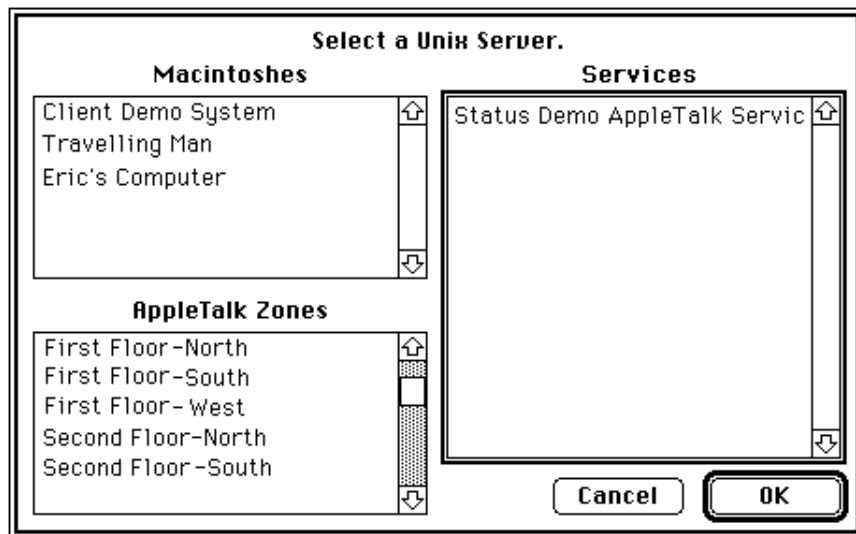 Select a Unix Server.
Macintoshes
Client Demo System
Travelling Man
Eric's Computer
AppleTalk Zones
First Floor-North
First Floor-South
First Floor-West
Second Floor-North
Second Floor-South
Services
Status Demo AppleTalk Servic
Cancel
OK